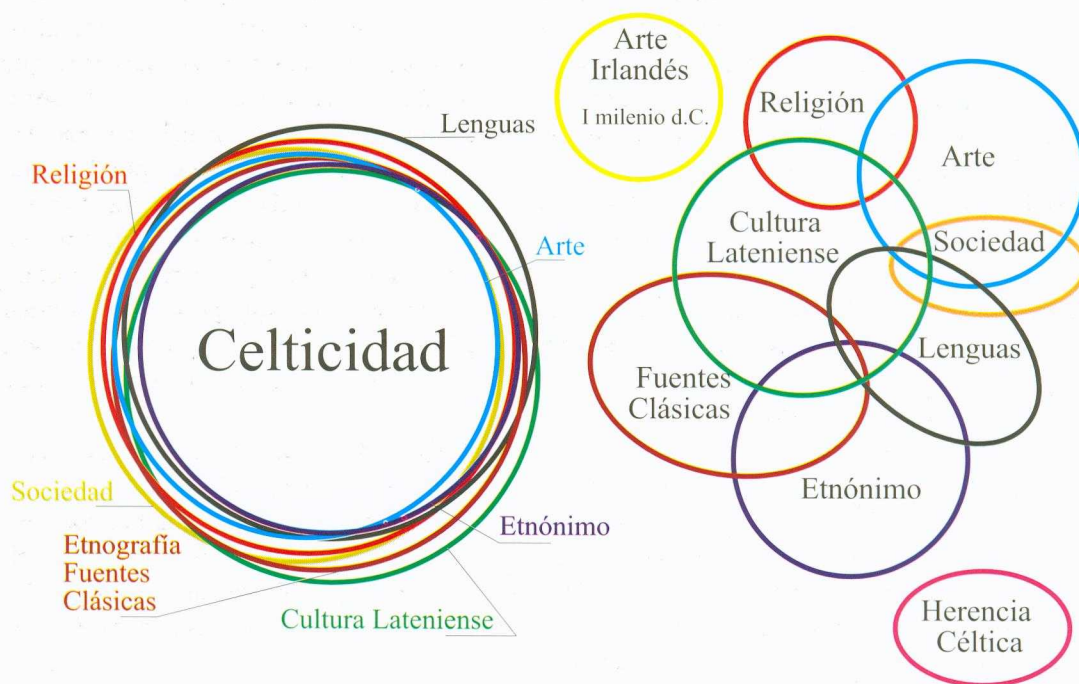 Lenguas
Religión
Arte
Celticidad
Sociedad
Etnónimo
Etnografía
Fuentes
Clásicas
Cultura Lateniense
Arte
Irlandés
I milenio d.C.
Religión
Arte
Cultura
Lateniense
Sociedad
Lenguas
Fuentes
Clásicas
Etnónimo
Herencia
Céltica